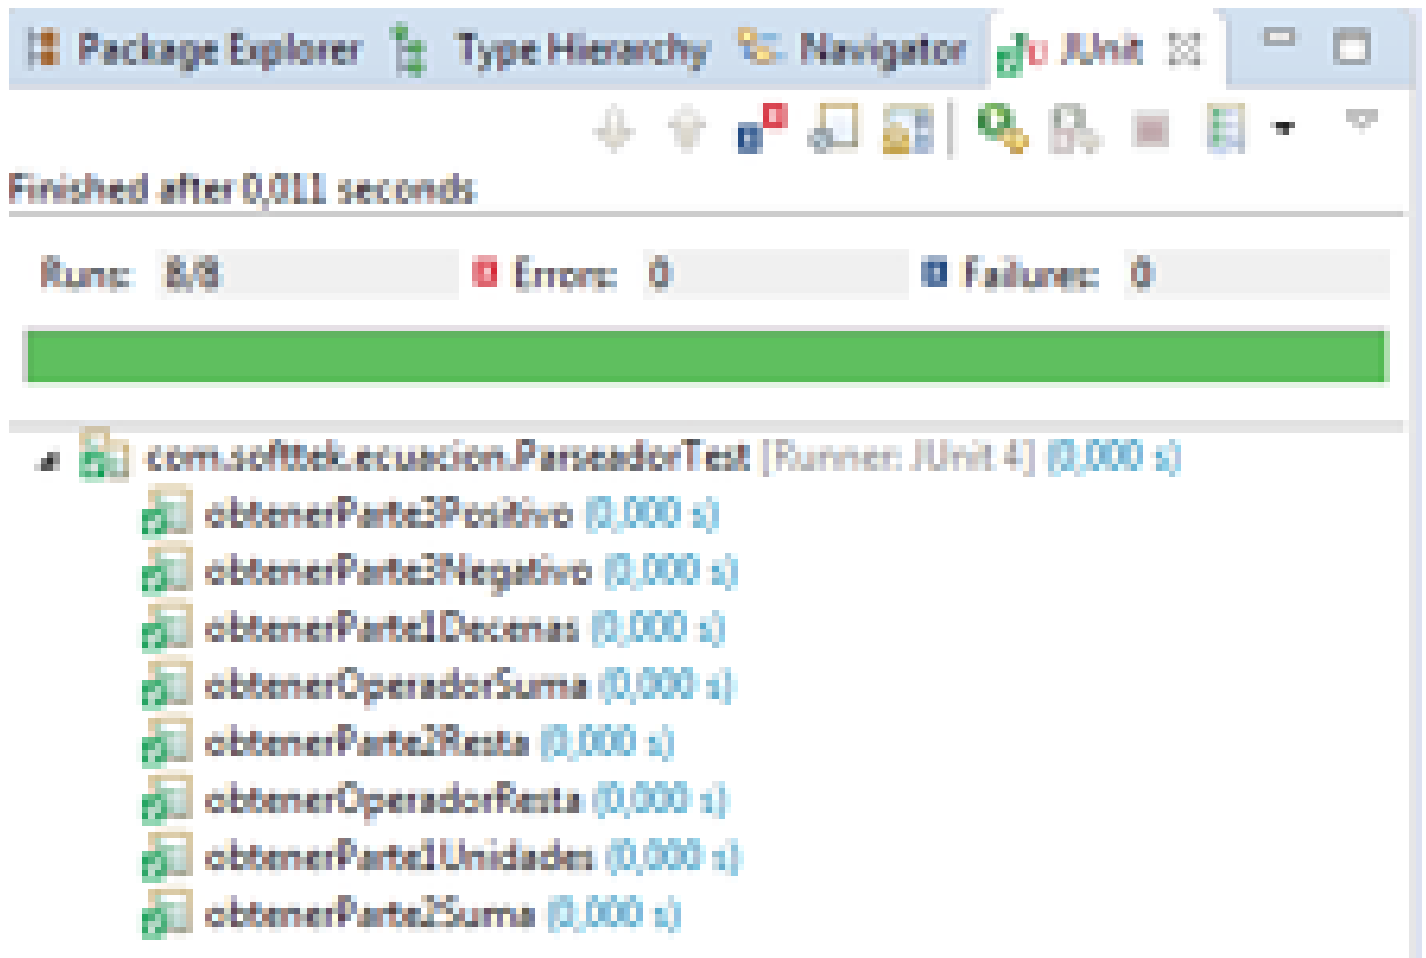 Package Explorer Type Hierarchy Navigator JUnit
Finished after 0,011 seconds
Runs: 8/8 Errors: 0 Failures: 0
com.softtek.ecuacion.ParseadorTest [Runner: JUnit 4] (0,000 s)
obtenerParte3Positivo (0,000 s)
obtenerParte3Negativo (0,000 s)
obtenerParte1Decenas (0,000 s)
obtenerOperadorSuma (0,000 s)
obtenerParte2Resta (0,000 s)
obtenerOperadorResta (0,000 s)
obtenerParte1Unidades (0,000 s)
obtenerParte2Suma (0,000 s)